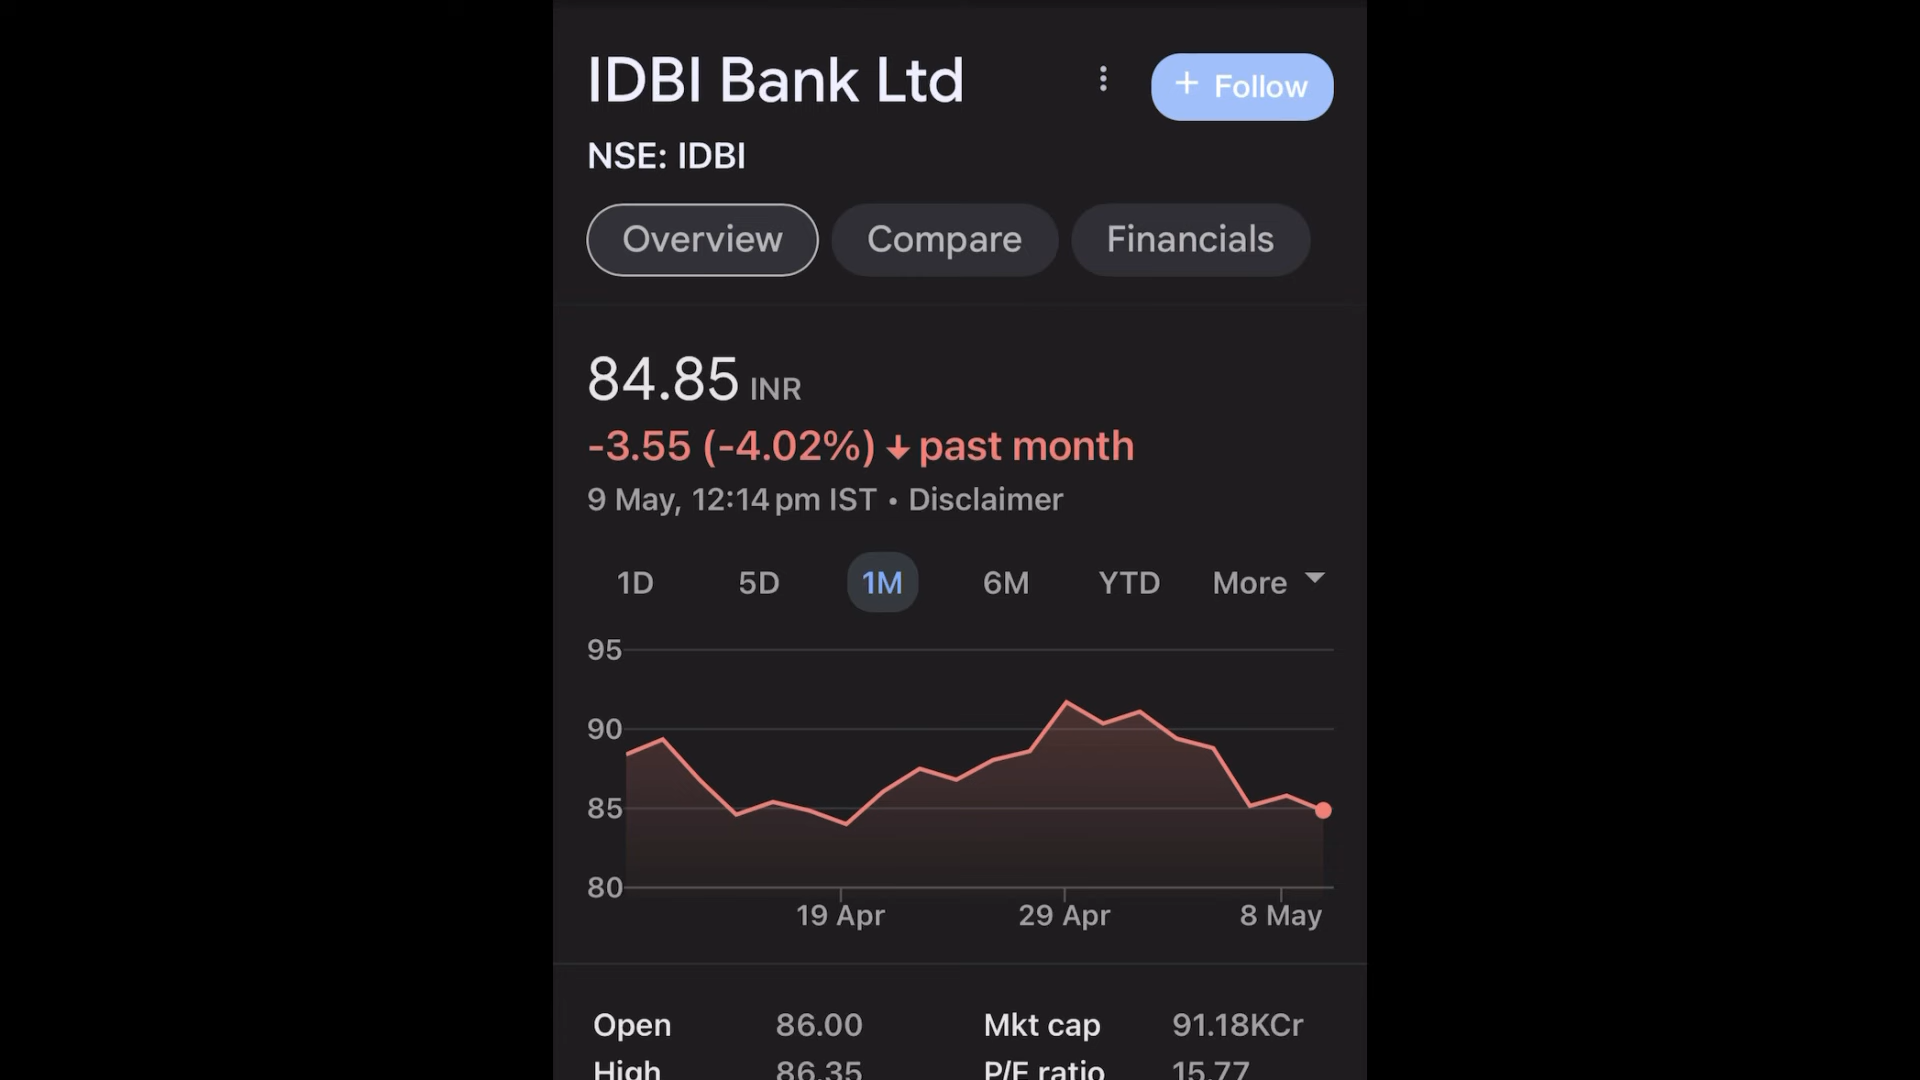 IDBI Bank Ltd
+ Follow
NSE: IDBI
Overview Compare Financials
84.85 INR
-3.55 (-4.02%) ↓ past month
9 May, 12:14 pm IST • Disclaimer
1D 5D 1M 6M YTD More
95
90
85
80
19 Apr 29 Apr 8 May
Open 86.00 Mkt cap 91.18KCr
High 86.35 P/E ratio 15.77